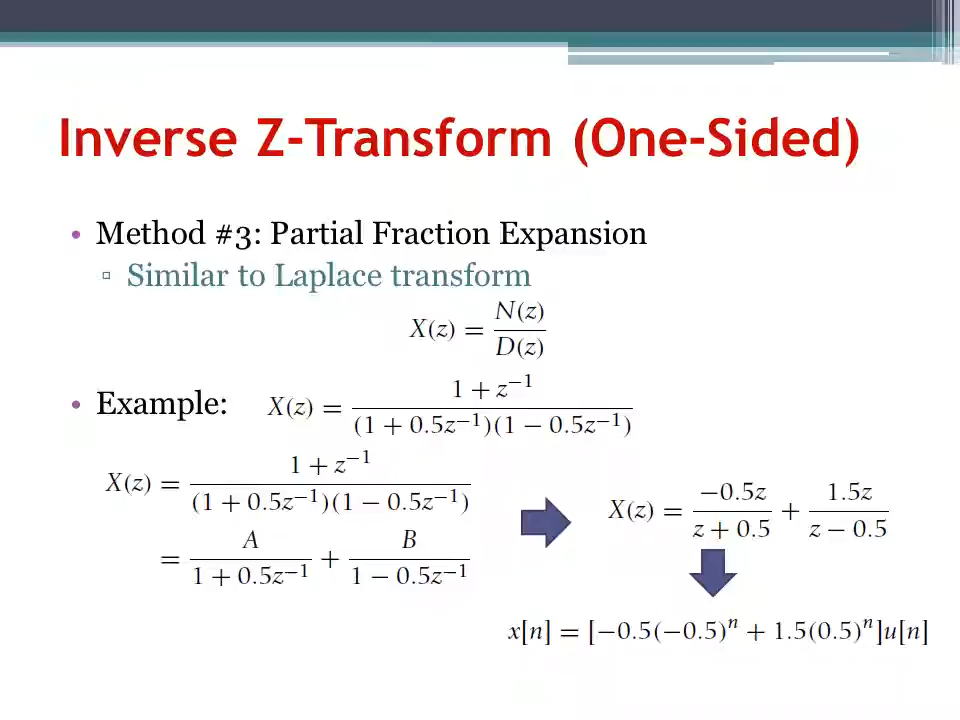 Inverse Z-Transform (One-Sided)
• Method #3: Partial Fraction Expansion
▫ Similar to Laplace transform
X(z) = N(z) / D(z)
• Example: X(z) = (1 + z⁻¹) / ((1 + 0.5z⁻¹)(1 − 0.5z⁻¹))
X(z) = (1 + z⁻¹) / ((1 + 0.5z⁻¹)(1 − 0.5z⁻¹))
= A / (1 + 0.5z⁻¹) + B / (1 − 0.5z⁻¹)
X(z) = −0.5z / (z + 0.5) + 1.5z / (z − 0.5)
x[n] = [−0.5(−0.5)ⁿ + 1.5(0.5)ⁿ]u[n]